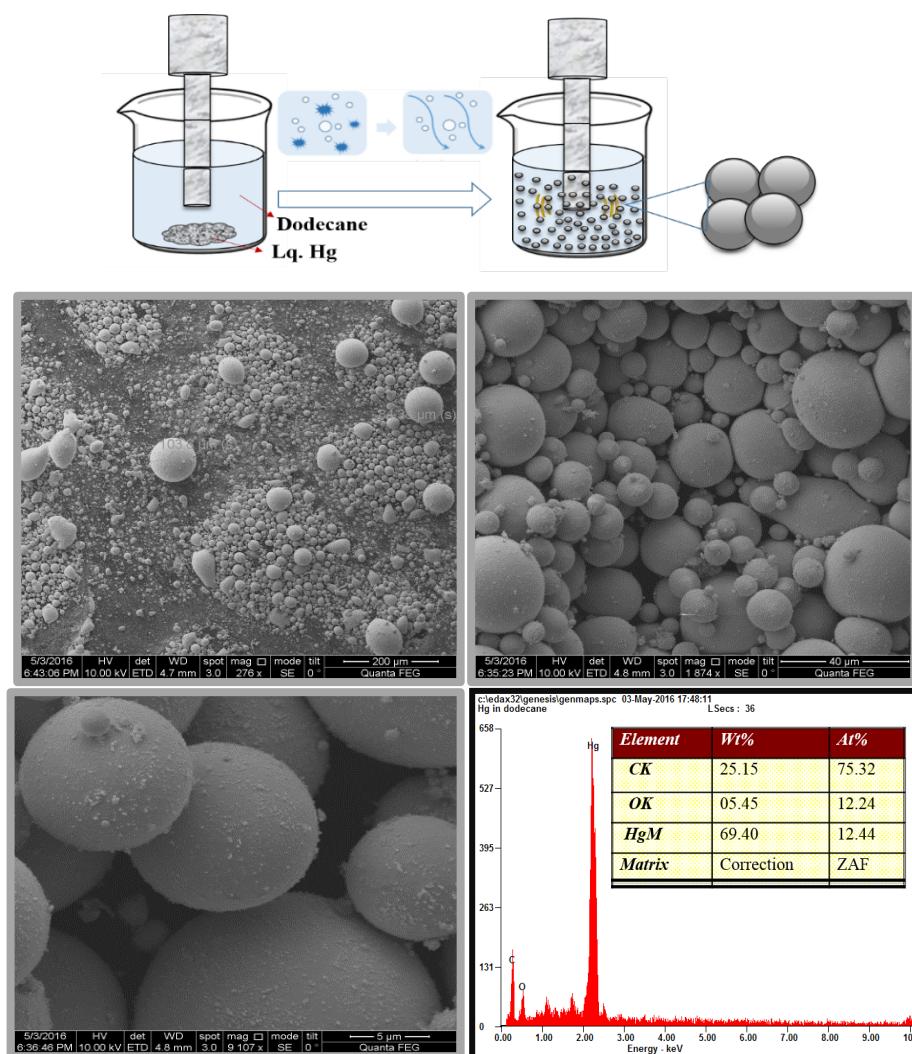 Dodecane
Lq. Hg
103.6 µm (s)
µm (s)
5/3/2016 HV det WD spot mag □ mode tilt 200 µm
6:43:06 PM 10.00 kV ETD 4.7 mm 3.0 276 x SE 0 ° Quanta FEG
5/3/2016 HV det WD spot mag □ mode tilt 40 µm
6:35:23 PM 10.00 kV ETD 4.8 mm 3.0 1 874 x SE 0 ° Quanta FEG
5/3/2016 HV det WD spot mag □ mode tilt 5 µm
6:36:46 PM 10.00 kV ETD 4.8 mm 3.0 9 107 x SE 0 ° Quanta FEG
c:\edax32\genesis\genmaps.spc 03-May-2016 17:48:11
Hg in dodecane LSecs : 36
658
527
395
263
131
0
Hg
C
O
Element Wt% At%
CK 25.15 75.32
OK 05.45 12.24
HgM 69.40 12.44
Matrix Correction ZAF
0.00 1.00 2.00 3.00 4.00 5.00 6.00 7.00 8.00 9.00
Energy - keV